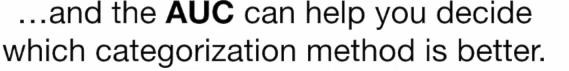 …and the AUC can help you decide
which categorization method is better.